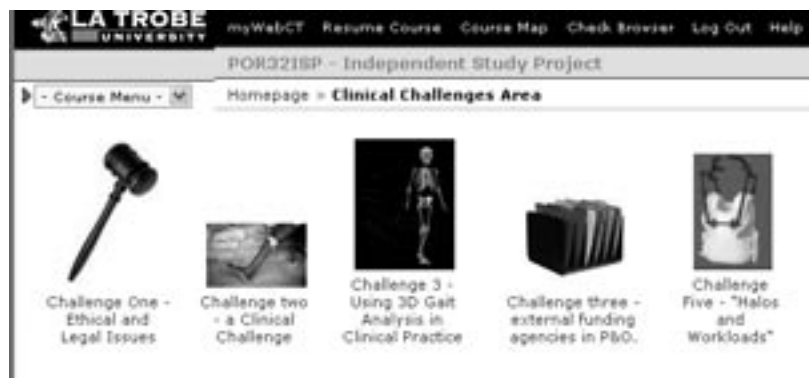 LA TROBE
UNIVERSITY
myWebCT Resume Course Course Map Check Browser Log Out Help
POR32ISP - Independent Study Project
- Course Menu -
Homepage » Clinical Challenges Area
Challenge One -
Ethical and
Legal Issues
Challenge two
- a Clinical
Challenge
Challenge 3 -
Using 3D Gait
Analysis in
Clinical Practice
Challenge three -
external funding
agencies in P&O.
Challenge
Five - "Halos
and
Workloads"